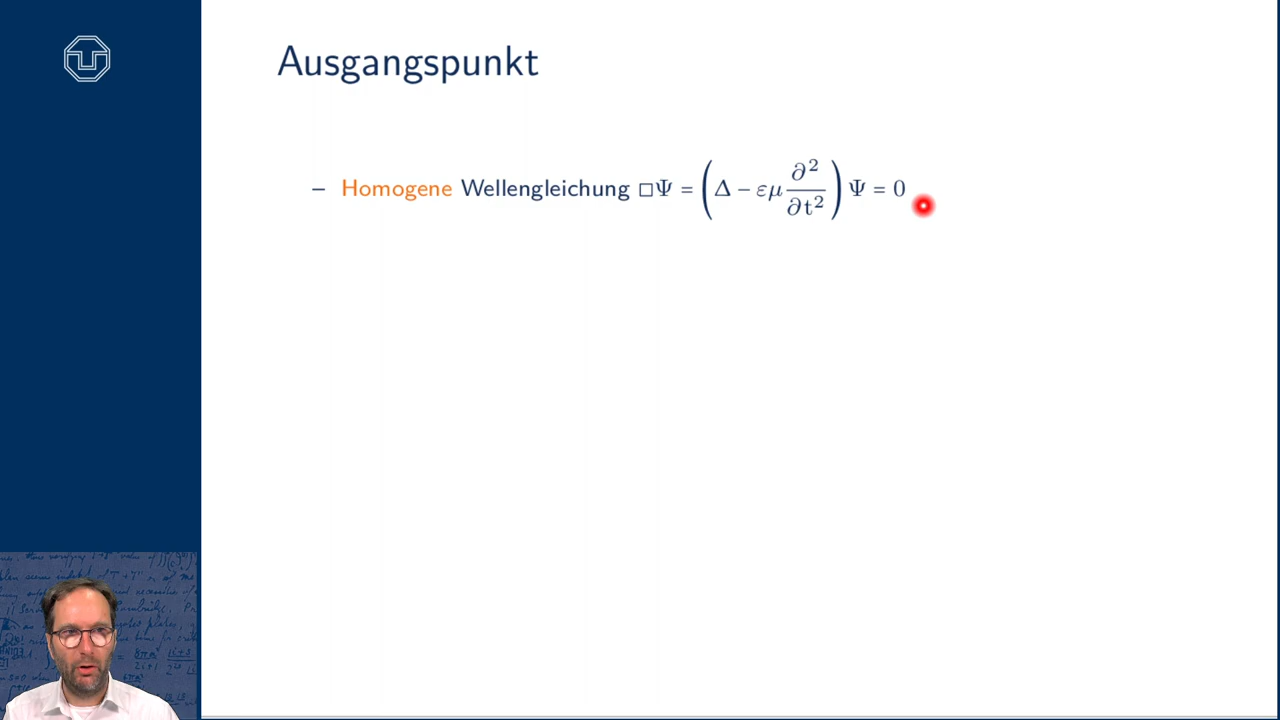 Ausgangspunkt
– Homogene Wellengleichung □Ψ = (Δ − εμ ∂²/∂t²) Ψ = 0